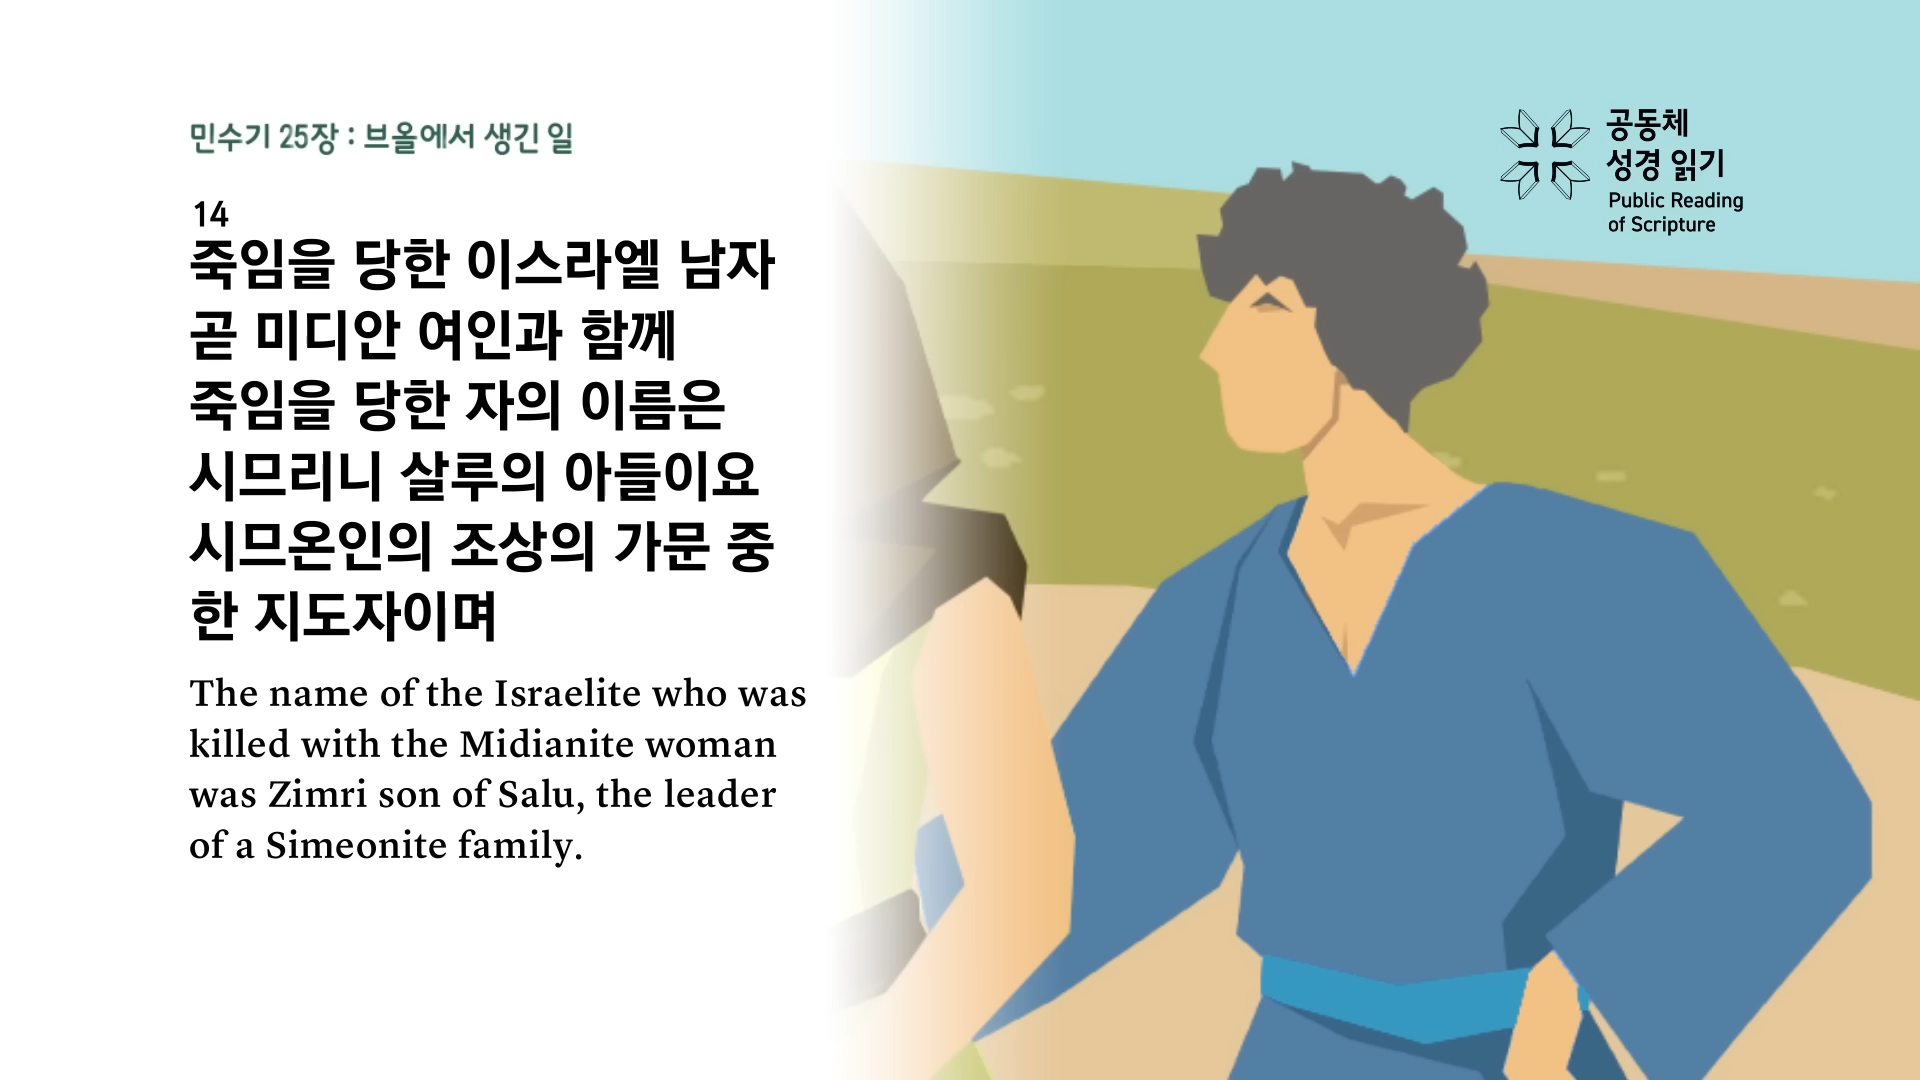 민수기 25장 : 브올에서 생긴 일
14
죽임을 당한 이스라엘 남자
곧 미디안 여인과 함께
죽임을 당한 자의 이름은
시므리니 살루의 아들이요
시므온인의 조상의 가문 중
한 지도자이며
The name of the Israelite who was
killed with the Midianite woman
was Zimri son of Salu, the leader
of a Simeonite family.
공동체
성경 읽기
Public Reading
of Scripture